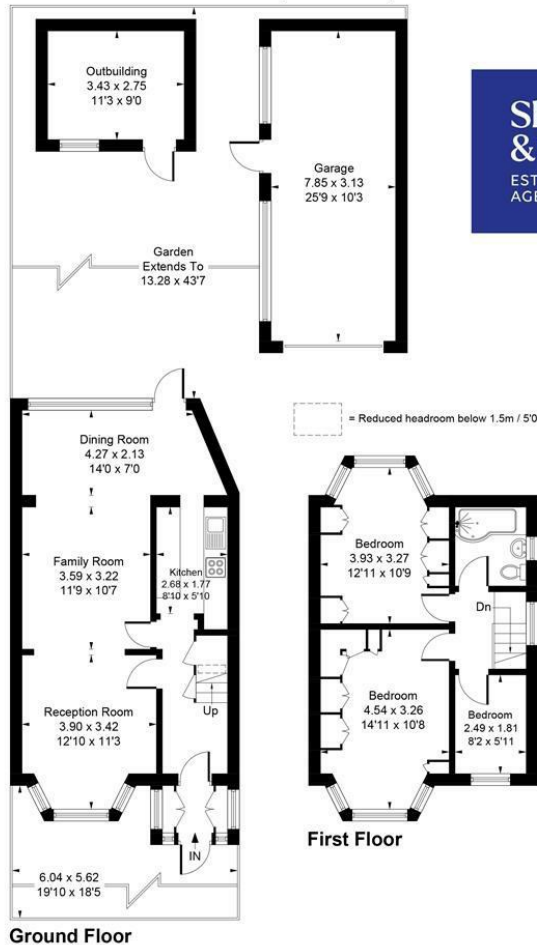 Outbuilding
3.43 x 2.75
11'3 x 9'0
Garage
7.85 x 3.13
25'9 x 10'3
EST
AGE
Garden
Extends To
13.28 x 43'7
= Reduced headroom below 1.5m / 5'0
Dining Room
4.27 x 2.13
14'0 x 7'0
Family Room
3.59 x 3.22
11'9 x 10'7
Kitchen
2.68 x 1.77
8'10 x 5'10
Reception Room
3.90 x 3.42
12'10 x 11'3
Up
IN
6.04 x 5.62
19'10 x 18'5
Ground Floor
Bedroom
3.93 x 3.27
12'11 x 10'9
Dn
Bedroom
4.54 x 3.26
14'11 x 10'8
Bedroom
2.49 x 1.81
8'2 x 5'11
First Floor